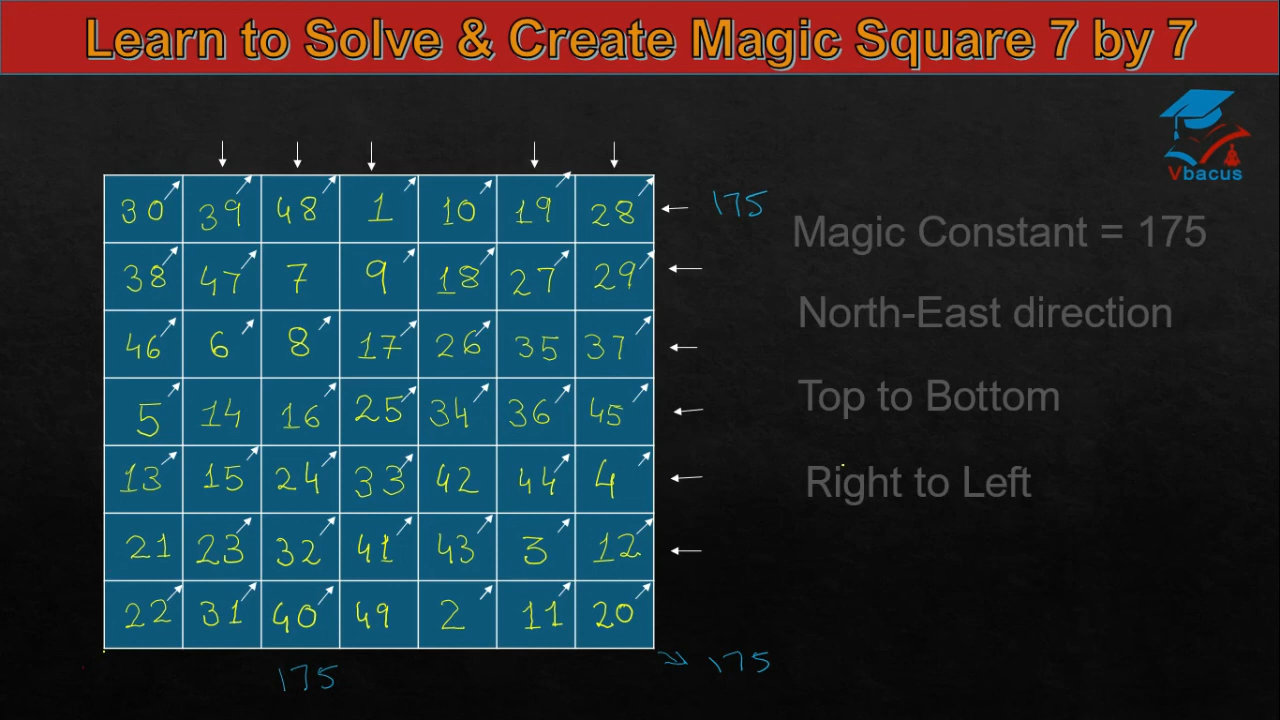 Learn to Solve & Create Magic Square 7 by 7
Vbacus
30 39 48 1 10 19 28 175
Magic Constant = 175
38 47 7 9 18 27 29
North-East direction
46 6 8 17 26 35 37
Top to Bottom
5 14 16 25 34 36 45
13 15 24 33 42 44 4
Right to Left
21 23 32 41 43 3 12
22 31 40 49 2 11 20
175 175